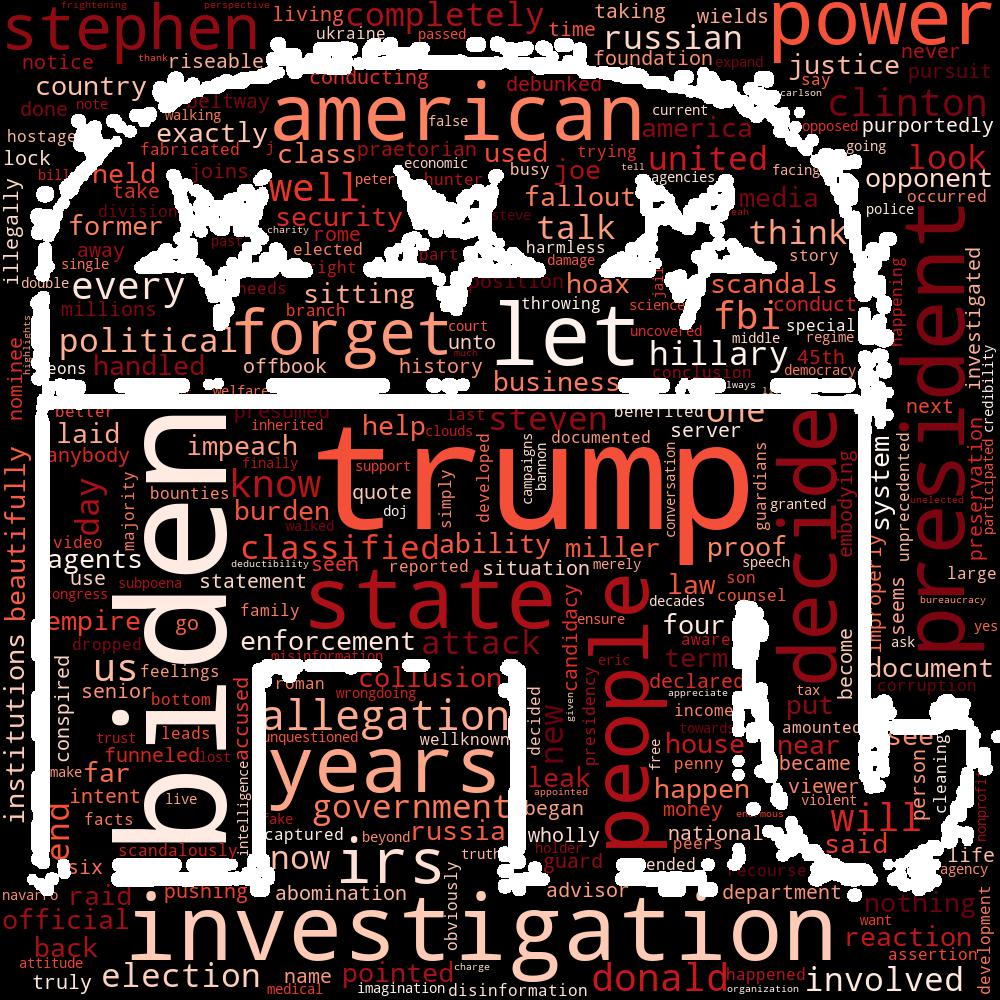 frightening perspective
stephen living completely taking wields power
ukraine passed time russian
notice thank riseable foundation expand justice never
country conducting debunked say pursuit
done note beltway american current carlson clinton
walking false
hostage exactly america opposed purportedly
fabricated j class praetorian used trying going
lock joins economic busy joe united look
bill held well peter hunter tell agencies facing opponent
take fallout media occurred
division security charity steve talk yeah police
former past rome elected part harmless think
away right damage story
single needs position hoax jail scandals
double every sitting throwing science conduct
millions branch let uncovered fbi special happening
political forget court middle regime
unto hillary 45th
eons handled offbook history much conclusion democracy
welfare business always
illegally
highlights
nominee
president
investigated
credibility
better presumed last steven benefited one next
inherited help clouds server
laid impeach trump documented
anybody finally support
bounties know quote
burden doj granted
day walked
video classified ability miller proof
agents deductibility seen reported situation merely speech
use subpoena statement law son
congress state decades counsel large
bureaucracy
empire go family four yes
dropped enforcement attack aware ask
misinformation term document
us feelings collusion eric declared corruption
senior bottom roman wrongdoing appreciate tax
trust leads allegation income towards put amounted
funneled lost unquestioned wellknown house near see
make far years penny became
leak happen viewer
intent live appointed violent
facts fake government began money enormous will
captured beyond russia wholly national said
scandalously now irs truth holder peers life
six guard ended recourse agency
navarro raid pushing abomination advisor department nothing
official investigation want
back reaction
attitude election pointed charge donald happened assertion
truly name medical imagination disinformation organization involved
institutions beautifully
conspired
end
majority
biden
accused
intelligence
simply
developed
campaigns
bannon
conversation
guardians
decide
embodying
system
unprecedented
unelected
preservation
participated
improperly
seems
become
candidacy
ensure
people
presidency
given
decided
new
free
obviously
person
cleaning
nonprofit
development